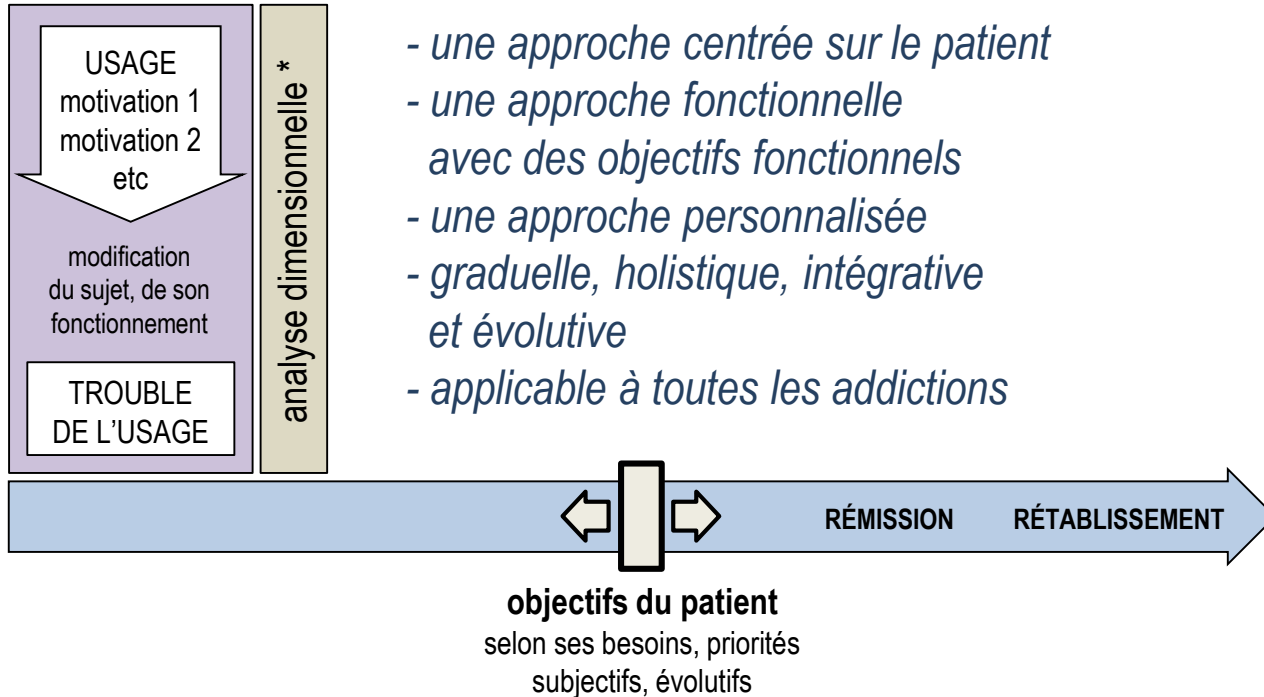 USAGE
motivation 1
motivation 2
etc
modification
du sujet, de son
fonctionnement
TROUBLE
DE L'USAGE
analyse dimensionnelle *
- une approche centrée sur le patient
- une approche fonctionnelle
avec des objectifs fonctionnels
- une approche personnalisée
- graduelle, holistique, intégrative
et évolutive
- applicable à toutes les addictions
RÉMISSION
RÉTABLISSEMENT
objectifs du patient
selon ses besoins, priorités
subjectifs, évolutifs